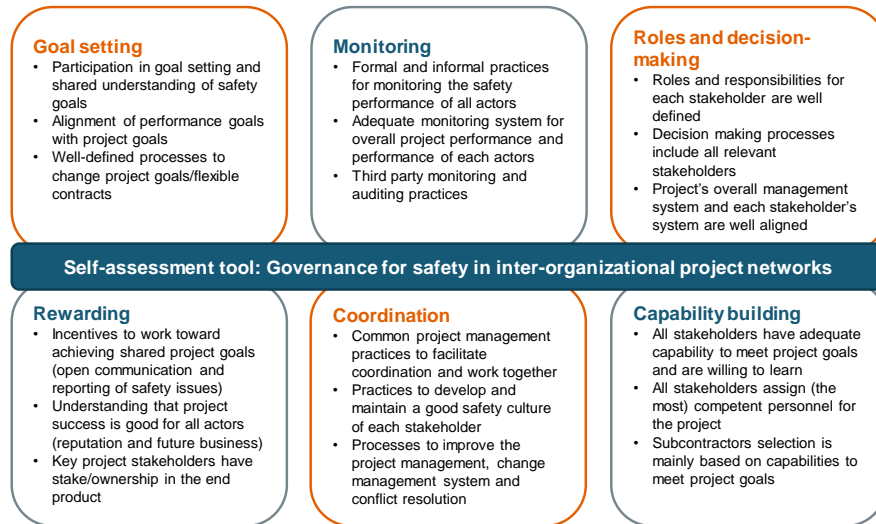 Goal setting
• Participation in goal setting and
shared understanding of safety
goals
• Alignment of performance goals
with project goals
• Well-defined processes to
change project goals/flexible
contracts
Monitoring
• Formal and informal practices
for monitoring the safety
performance of all actors
• Adequate monitoring system for
overall project performance and
performance of each actors
• Third party monitoring and
auditing practices
Roles and decision-
making
• Roles and responsibilities for
each stakeholder are well
defined
• Decision making processes
include all relevant
stakeholders
• Project's overall management
system and each stakeholder's
system are well aligned
Self-assessment tool: Governance for safety in inter-organizational project networks
Rewarding
• Incentives to work toward
achieving shared project goals
(open communication and
reporting of safety issues)
• Understanding that project
success is good for all actors
(reputation and future business)
• Key project stakeholders have
stake/ownership in the end
product
Coordination
• Common project management
practices to facilitate
coordination and work together
• Practices to develop and
maintain a good safety culture
of each stakeholder
• Processes to improve the
project management, change
management system and
conflict resolution
Capability building
• All stakeholders have adequate
capability to meet project goals
and are willing to learn
• All stakeholders assign (the
most) competent personnel for
the project
• Subcontractors selection is
mainly based on capabilities to
meet project goals